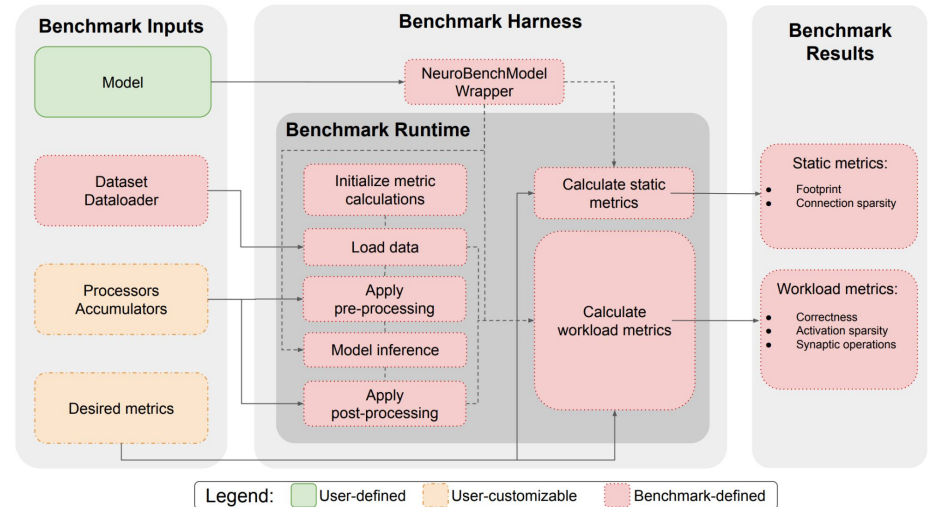 Benchmark Inputs
Model
Dataset
Dataloader
Processors
Accumulators
Desired metrics
Benchmark Harness
NeuroBenchModel
Wrapper
Benchmark Runtime
Initialize metric
calculations
Load data
Apply
pre-processing
Model inference
Apply
post-processing
Calculate static
metrics
Calculate
workload metrics
Benchmark
Results
Static metrics:
● Footprint
● Connection sparsity
Workload metrics:
● Correctness
● Activation sparsity
● Synaptic operations
Legend: User-defined User-customizable Benchmark-defined